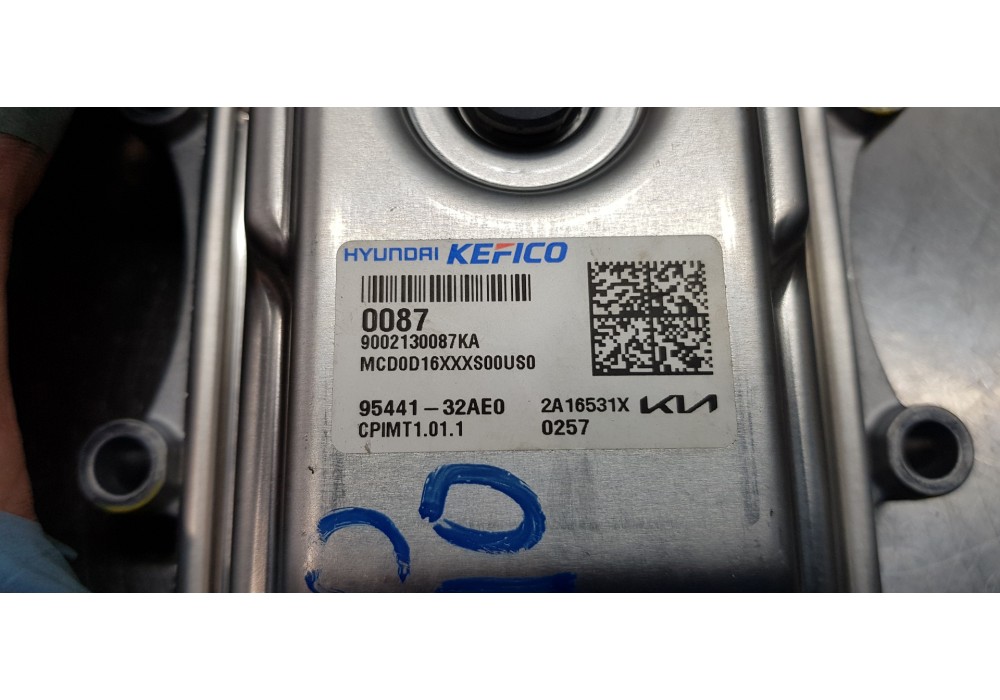 HYUNDAI KEFICO
0087
9002130087KA
MCD0D16XXXS00US0
95441-32AE0 2A16531X KIA
CPIMT1.01.1 0257